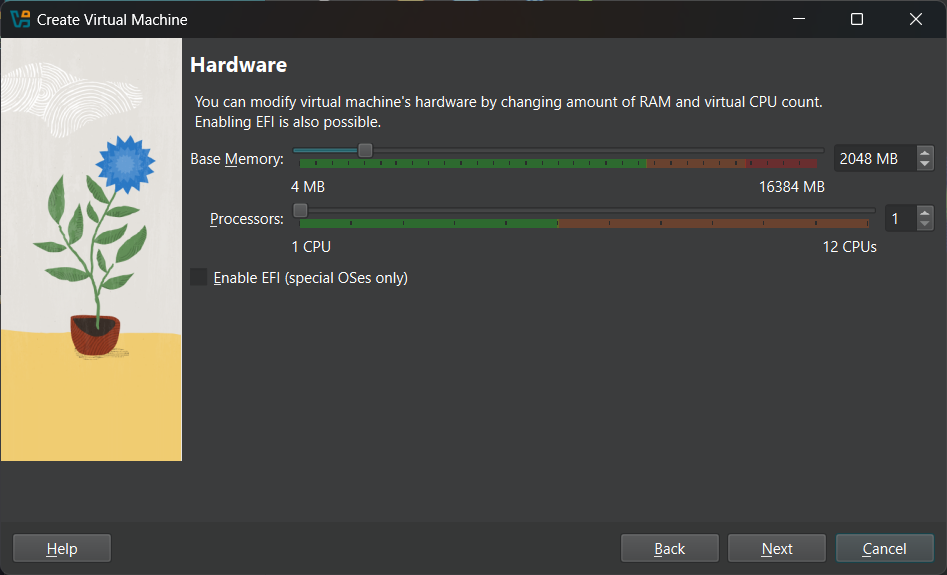 Create Virtual Machine
Hardware
You can modify virtual machine's hardware by changing amount of RAM and virtual CPU count.
Enabling EFI is also possible.
Base Memory: 2048 MB
4 MB 16384 MB
Processors: 1
1 CPU 12 CPUs
Enable EFI (special OSes only)
Help Back Next Cancel